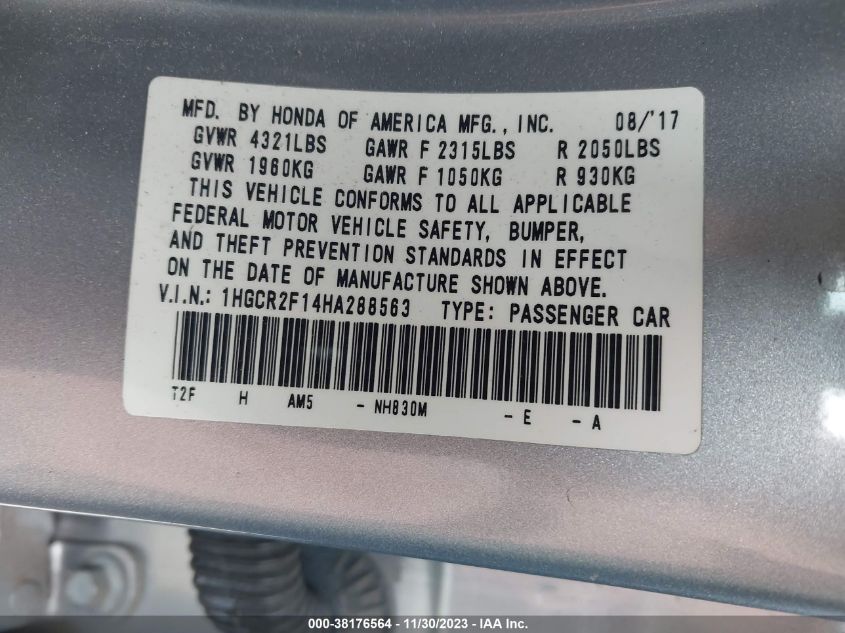 MFD. BY HONDA OF AMERICA MFG., INC. 08/'17
GVWR 4321LBS GAWR F 2315LBS R 2050LBS
GVWR 1960KG GAWR F 1050KG R 930KG
THIS VEHICLE CONFORMS TO ALL APPLICABLE
FEDERAL MOTOR VEHICLE SAFETY, BUMPER,
AND THEFT PREVENTION STANDARDS IN EFFECT
ON THE DATE OF MANUFACTURE SHOWN ABOVE.
V.I.N.: 1HGCR2F14HA288563 TYPE: PASSENGER CAR
T2F H AM5 - NH830M - E - A
000-38176564 - 11/30/2023 - IAA Inc.